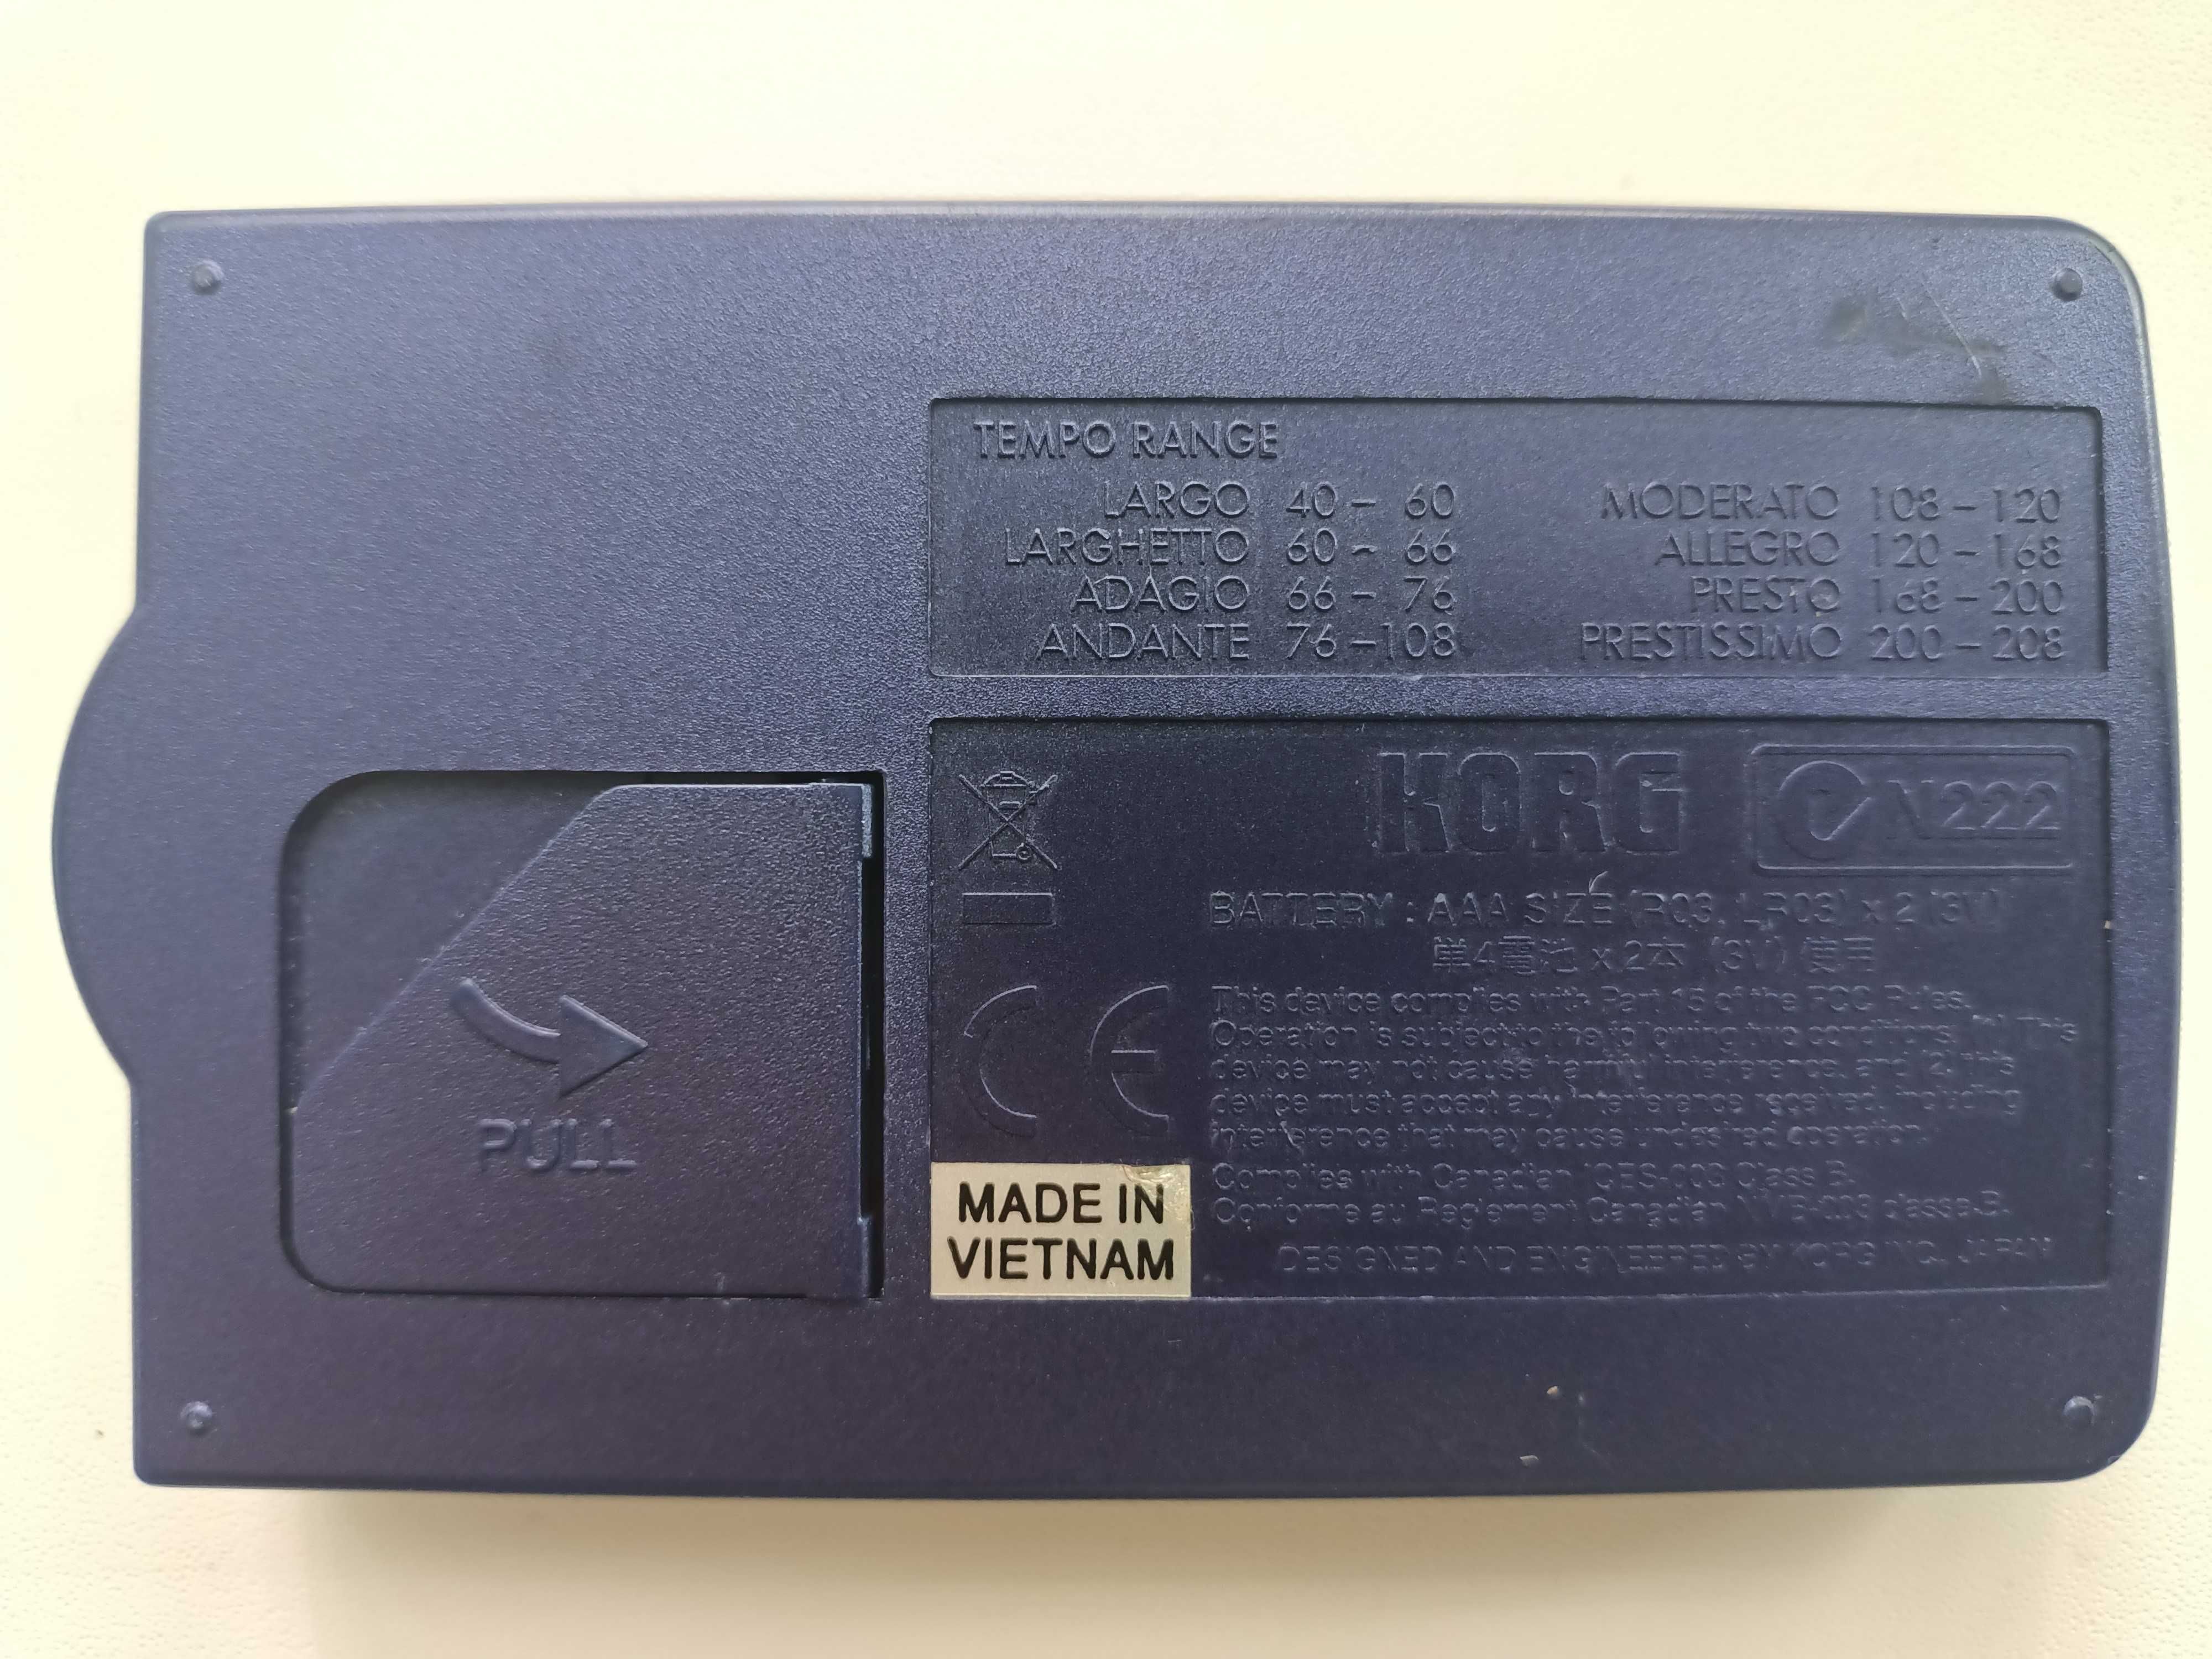 TEMPO RANGE
LARGO 40 - 60
LARGHETTO 60 - 66
ADAGIO 66 - 76
ANDANTE 76 - 108
MODERATO 108 - 120
ALLEGRO 120 - 168
PRESTO 168 - 200
PRESTISSIMO 200 - 208
KORG
N222
BATTERY : AAA SIZE (R03, LR03) x 2 (3V)
単4電池 x 2本 (3V) 使用
CE
This device complies with Part 15 of the FCC Rules.
Operation is subject to the following two conditions. (1) This
device may not cause harmful interference, and (2) this
device must accept any interference received, including
interference that may cause undesired operation.
Complies with Canadian ICES-003 Class B.
Conforme au Reglement Canadian NMB-003 classe B.
DESIGNED AND ENGINEERED BY KORG INC. JAPAN
MADE IN
VIETNAM
PULL